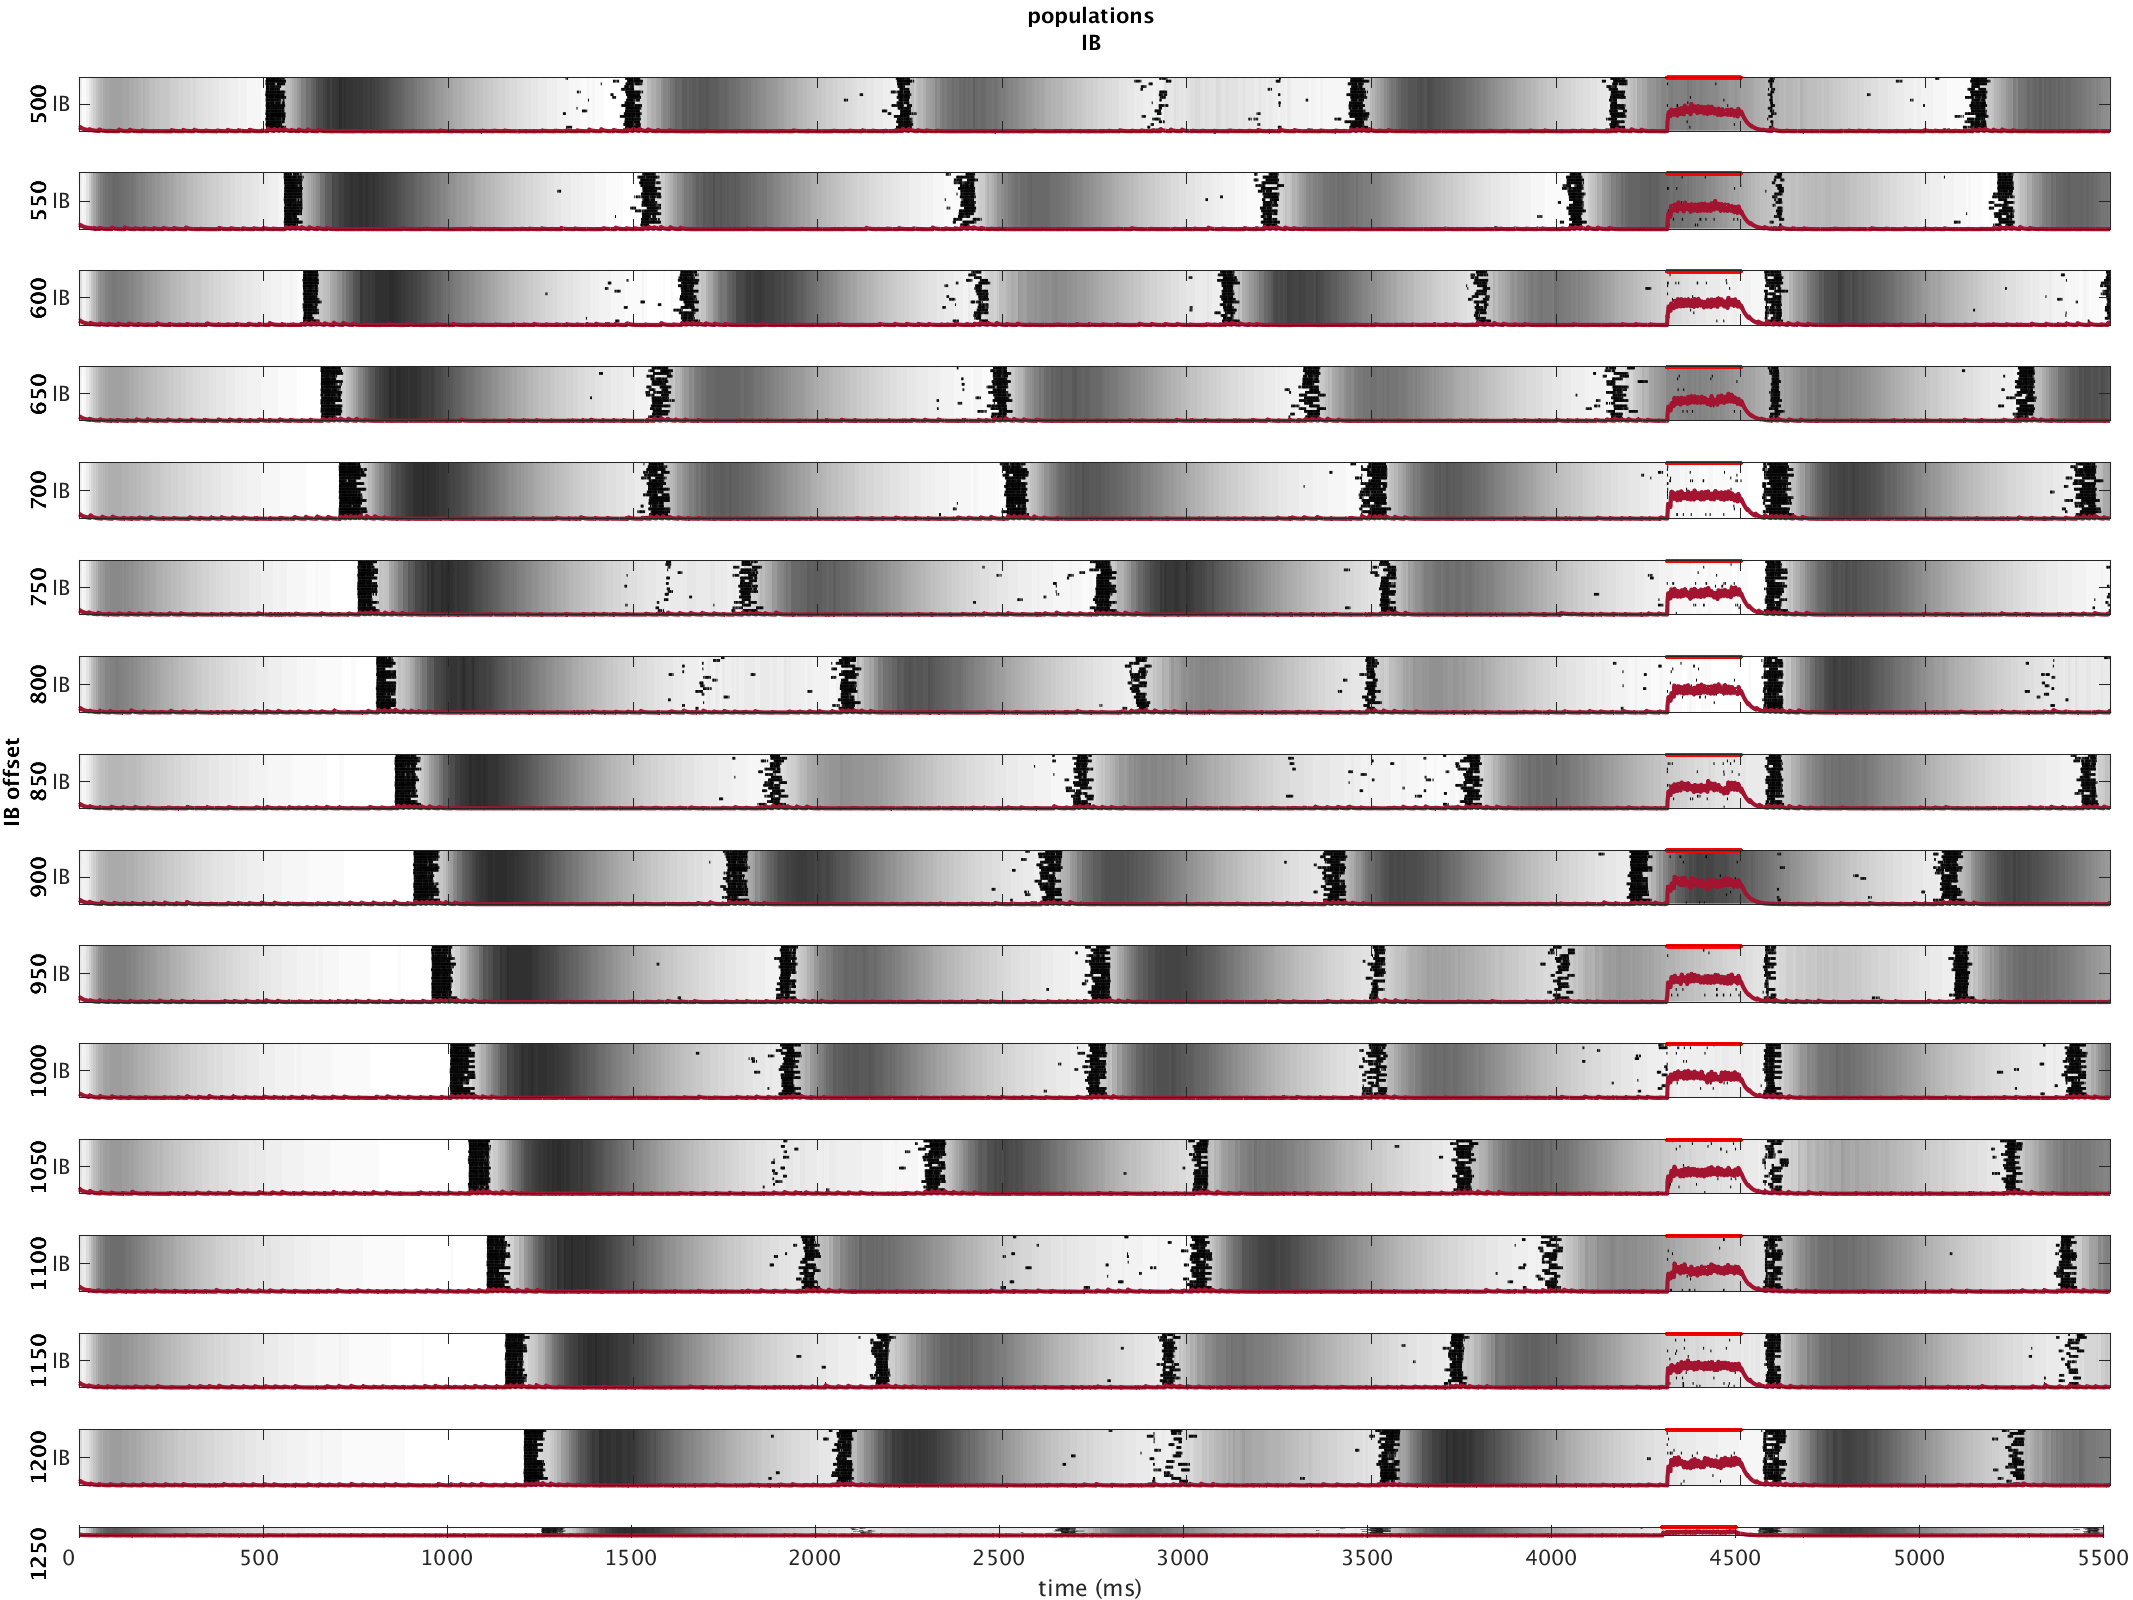 populations
IB
500 IB
550 IB
600 IB
650 IB
700 IB
750 IB
800 IB
850 IB
900 IB
950 IB
1000 IB
1050 IB
1100 IB
1150 IB
1200 IB
1250
IB offset
0 500 1000 1500 2000 2500 3000 3500 4000 4500 5000 5500
time (ms)